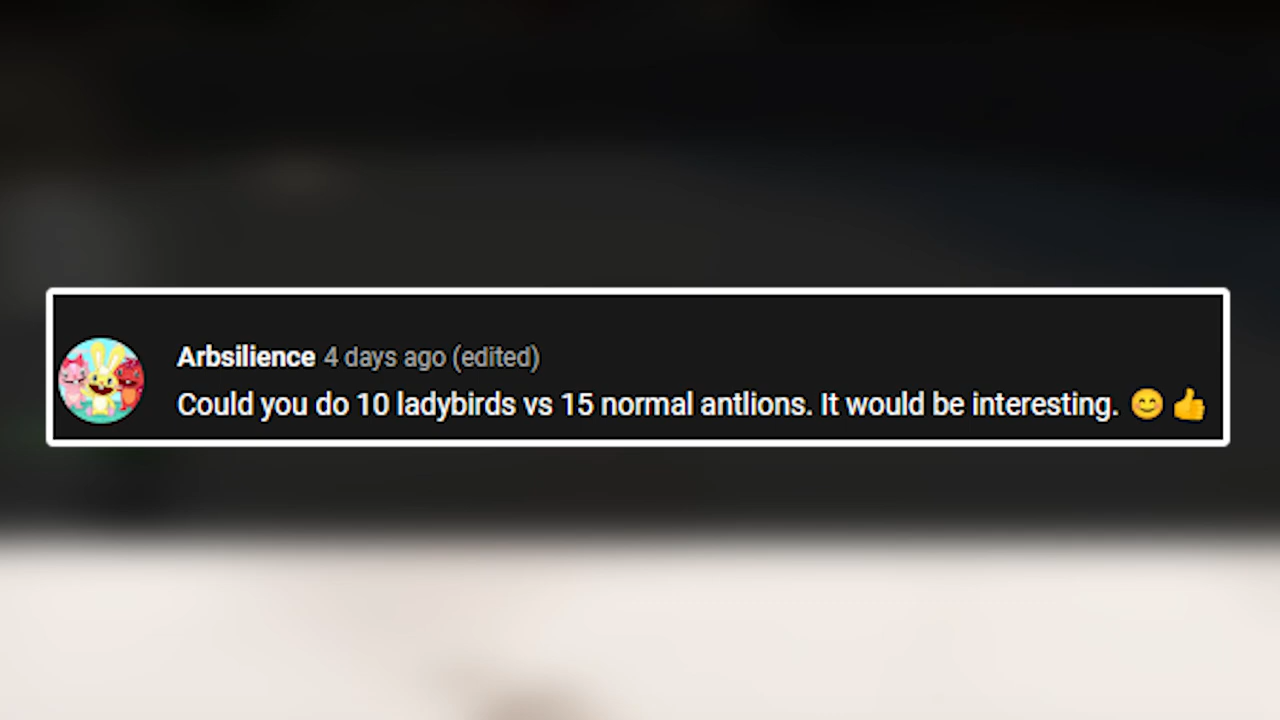 Arbsilience 4 days ago (edited)
Could you do 10 ladybirds vs 15 normal antlions. It would be interesting. 😊 👍